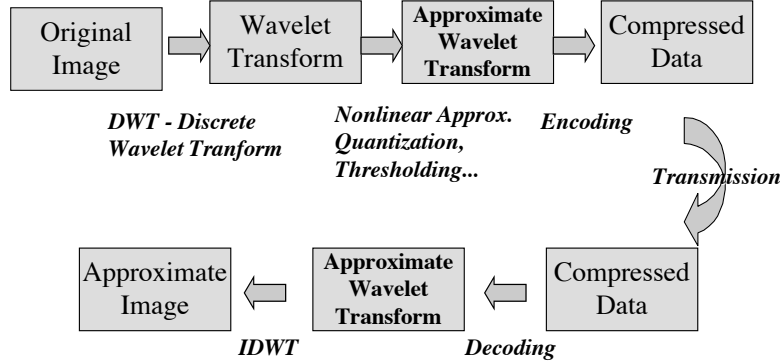 Original
Image
Wavelet
Transform
Approximate
Wavelet
Transform
Compressed
Data
DWT - Discrete
Wavelet Tranform
Nonlinear Approx.
Quantization,
Thresholding...
Encoding
Transmission
Approximate
Image
Approximate
Wavelet
Transform
Compressed
Data
IDWT
Decoding